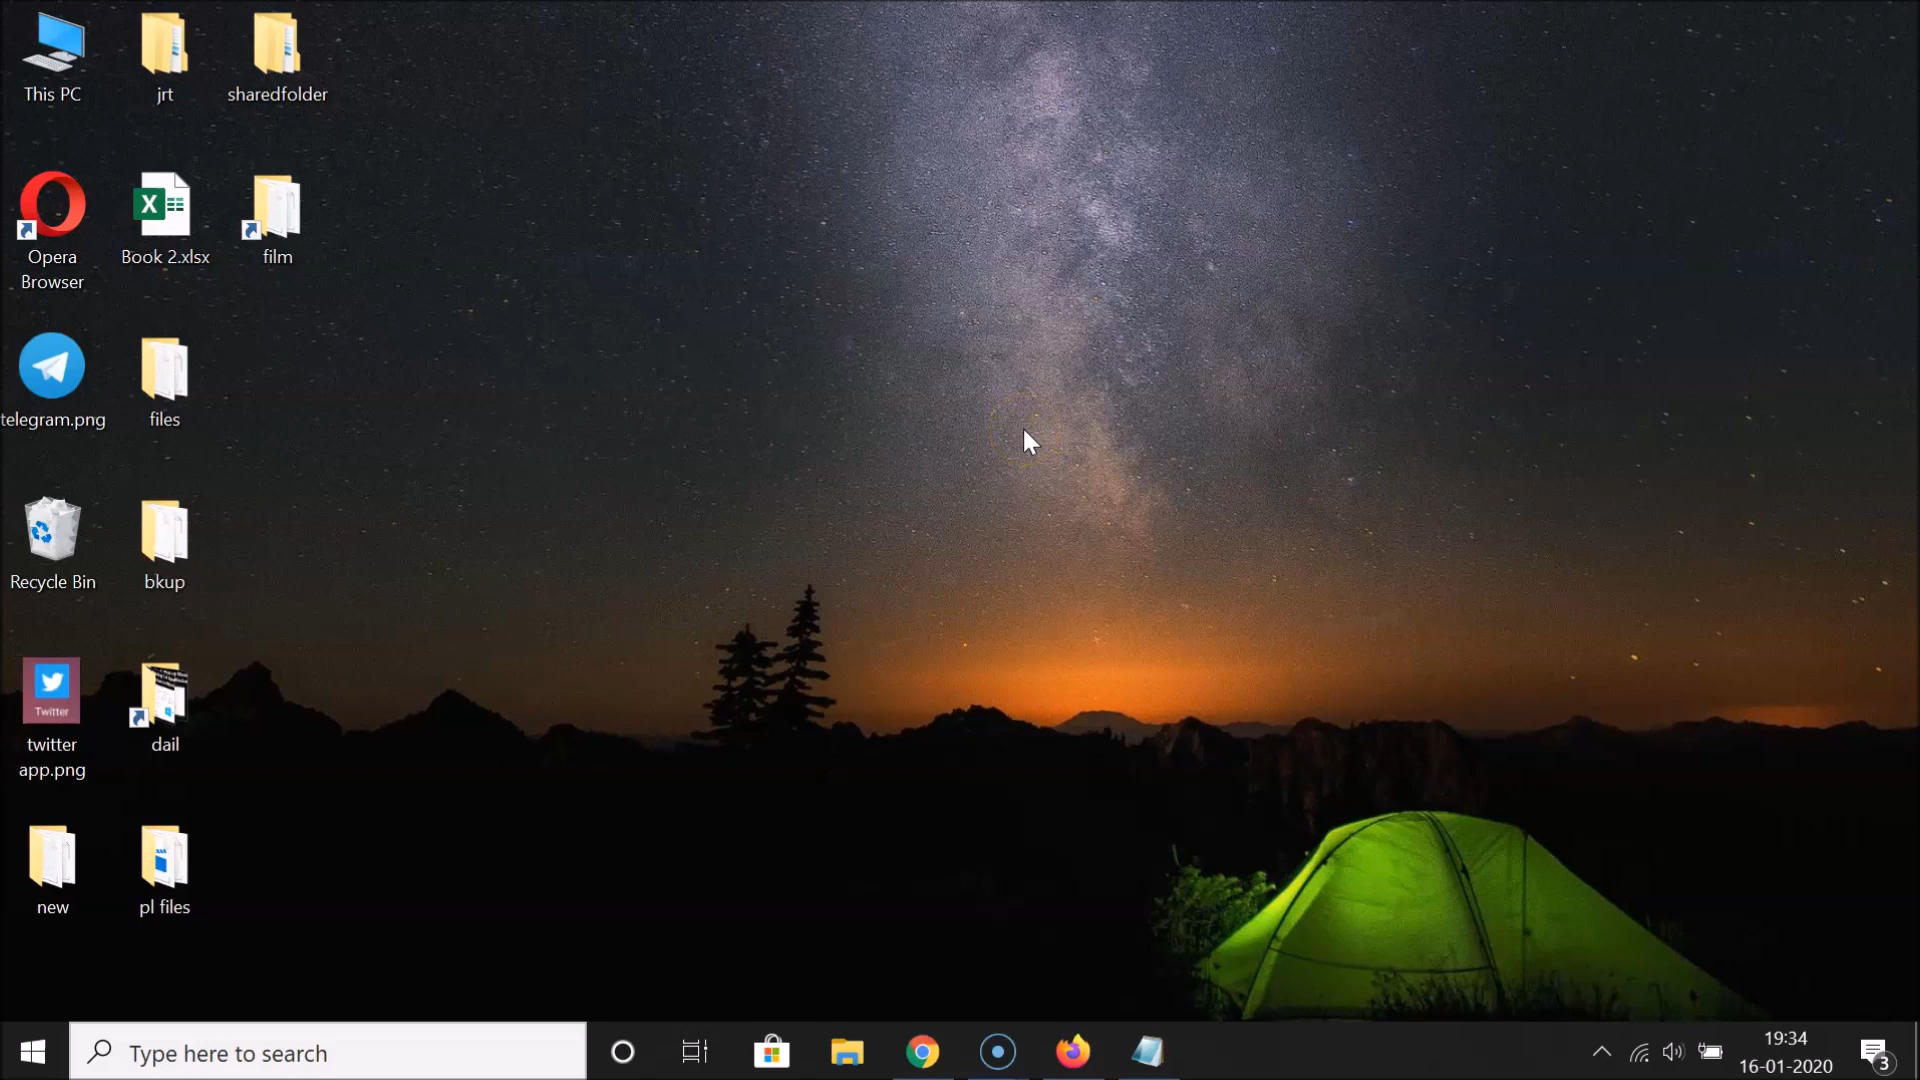 This PC
jrt
sharedfolder
Opera
Browser
Book 2.xlsx
film
telegram.png
files
Recycle Bin
bkup
Twitter
twitter
app.png
dail
new
pl files
Type here to search
19:34
16-01-2020
3